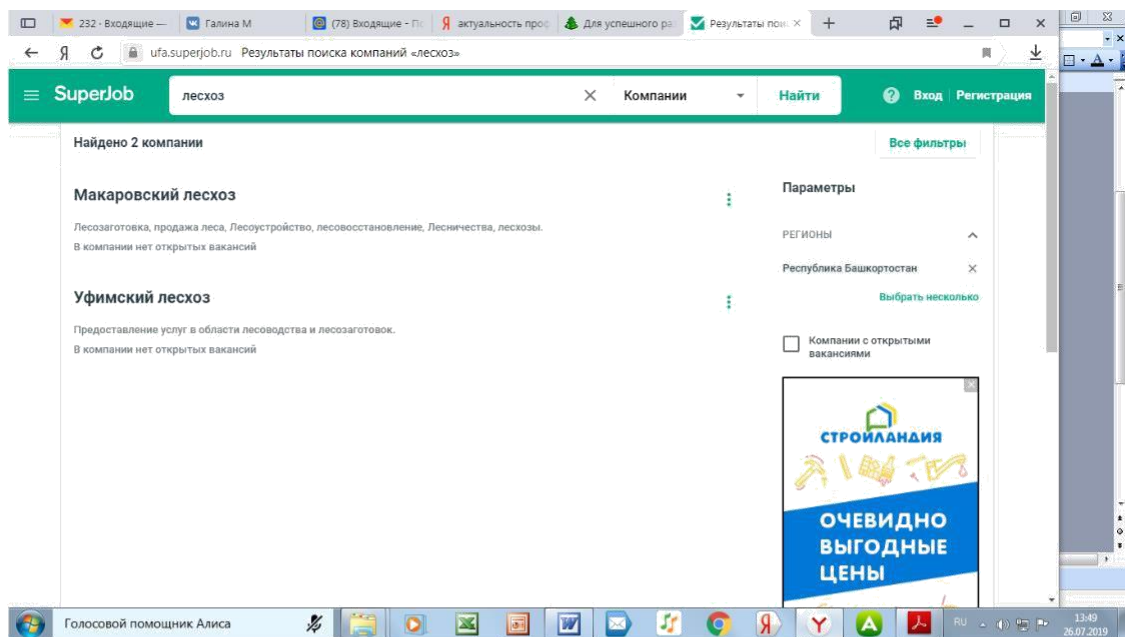 232 · Входящие —
Галина М
(78) Входящие - По
актуальность проф
Для успешного ра
Результаты пои
ufa.superjob.ru Результаты поиска компаний «лесхоз»
SuperJob
лесхоз
Компании
Найти
Вход
Регистрация
Найдено 2 компании
Все фильтры
Макаровский лесхоз
Лесозаготовка, продажа леса, Лесоустройство, лесовосстановление, Лесничества, лесхозы.
В компании нет открытых вакансий
Уфимский лесхоз
Предоставление услуг в области лесоводства и лесозаготовок.
В компании нет открытых вакансий
Параметры
РЕГИОНЫ
Республика Башкортостан
Выбрать несколько
Компании с открытыми
вакансиями
СТРОЙЛАНДИЯ
ОЧЕВИДНО
ВЫГОДНЫЕ
ЦЕНЫ
Голосовой помощник Алиса
RU
13:49
26.07.2019